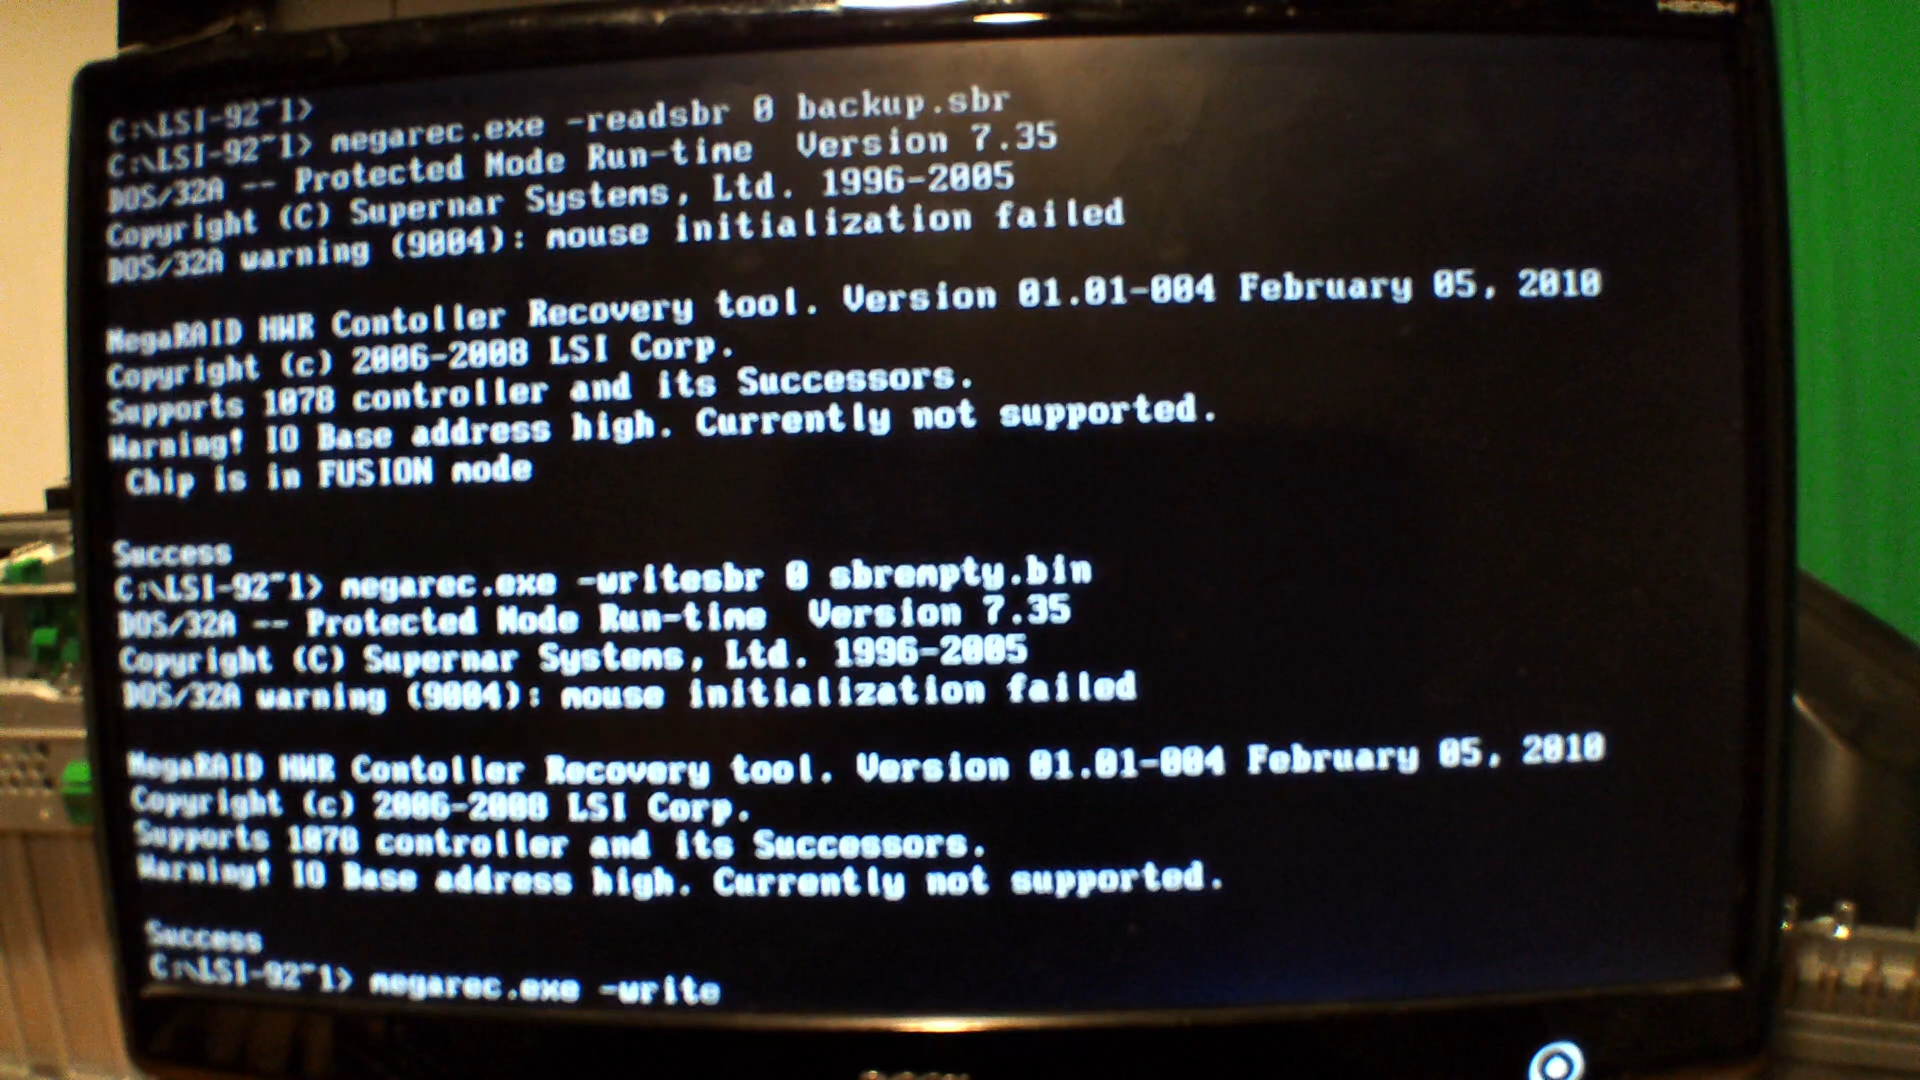 C:\LSI-92~1>
C:\LSI-92~1> megarec.exe -readsbr 0 backup.sbr
DOS/32A -- Protected Mode Run-time  Version 7.35
Copyright (C) Supernar Systems, Ltd. 1996-2005
DOS/32A warning (9004): mouse initialization failed
MegaRAID HWR Contoller Recovery tool. Version 01.01-004 February 05, 2010
Copyright (c) 2006-2008 LSI Corp.
Supports 1078 controller and its Successors.
Warning! IO Base address high. Currently not supported.
Chip is in FUSION mode
Success
C:\LSI-92~1> megarec.exe -writesbr 0 sbrempty.bin
DOS/32A -- Protected Mode Run-time  Version 7.35
Copyright (C) Supernar Systems, Ltd. 1996-2005
DOS/32A warning (9004): mouse initialization failed
MegaRAID HWR Contoller Recovery tool. Version 01.01-004 February 05, 2010
Copyright (c) 2006-2008 LSI Corp.
Supports 1078 controller and its Successors.
Warning! IO Base address high. Currently not supported.
Success
C:\LSI-92~1> megarec.exe -write